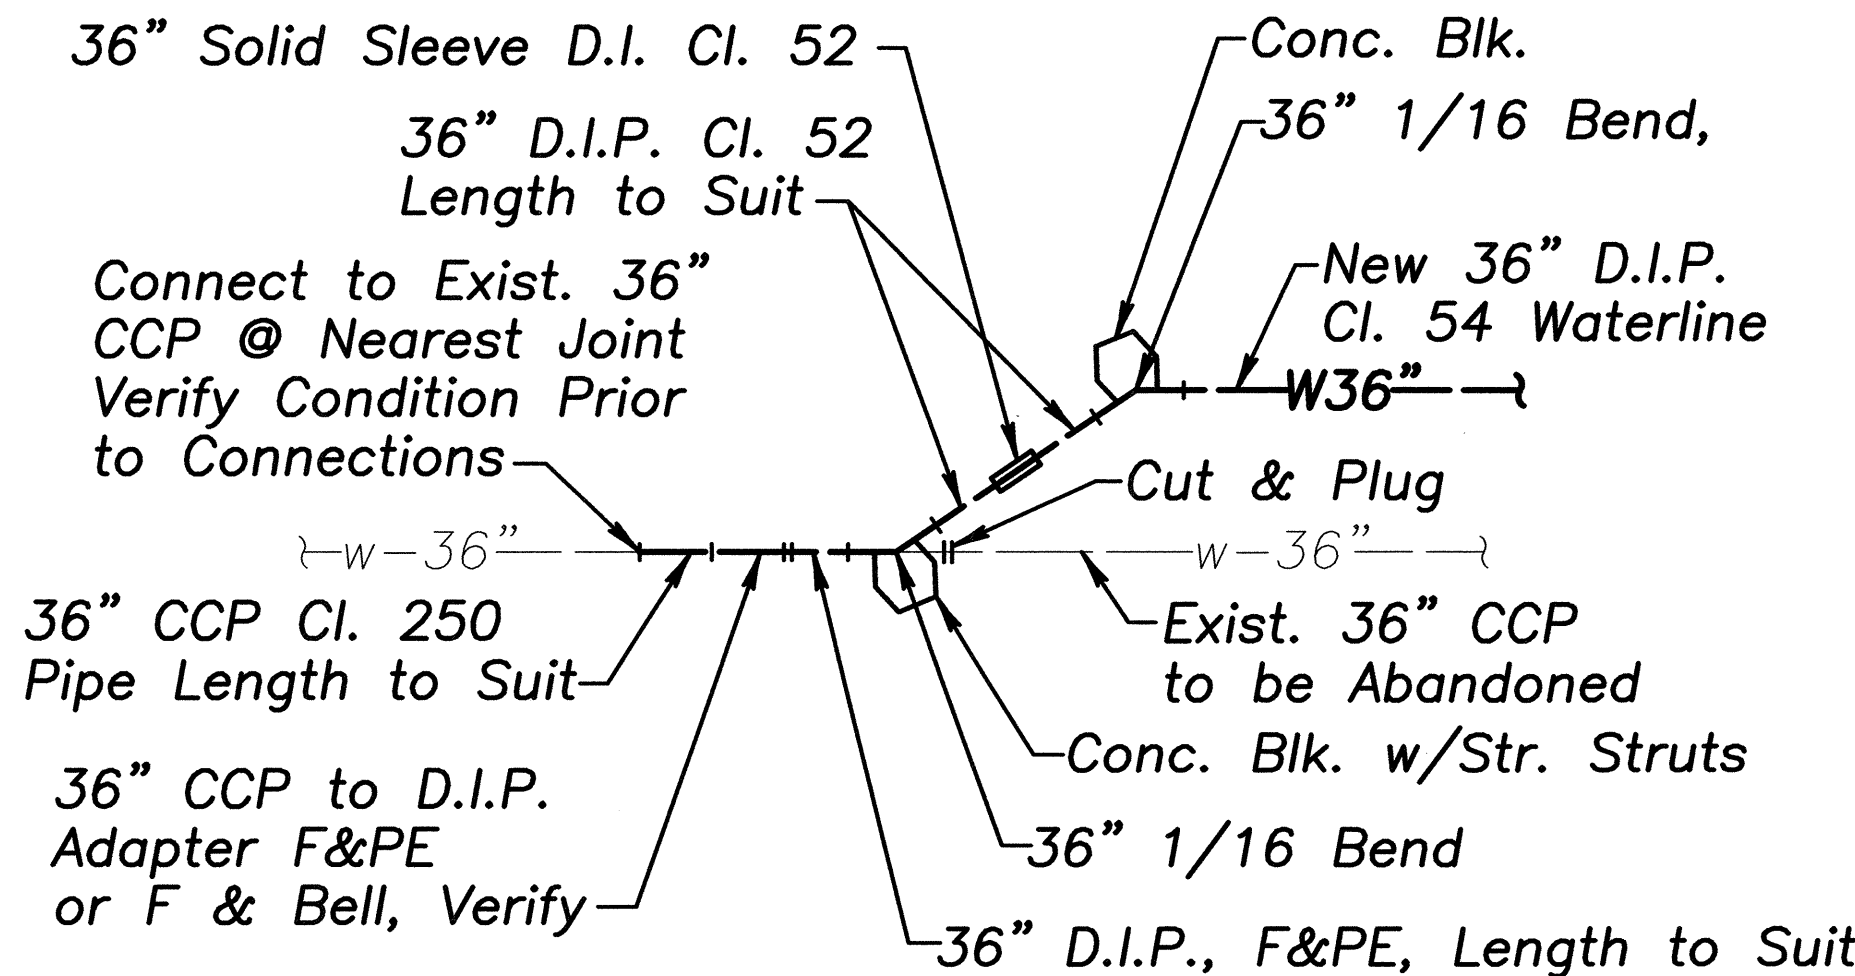 36” Solid Sleeve D.I. Cl. 52
Conc. Blk.
36” D.I.P. Cl. 52
Length to Suit
36” 1/16 Bend,
Connect to Exist. 36”
CCP @ Nearest Joint
Verify Condition Prior
to Connections
New 36” D.I.P.
Cl. 54 Waterline
W36”
Cut & Plug
w-36”
w-36”
36” CCP Cl. 250
Pipe Length to Suit
Exist. 36” CCP
to be Abandoned
Conc. Blk. w/Str. Struts
36” CCP to D.I.P.
Adapter F&PE
or F & Bell, Verify
36” 1/16 Bend
36” D.I.P., F&PE, Length to Suit